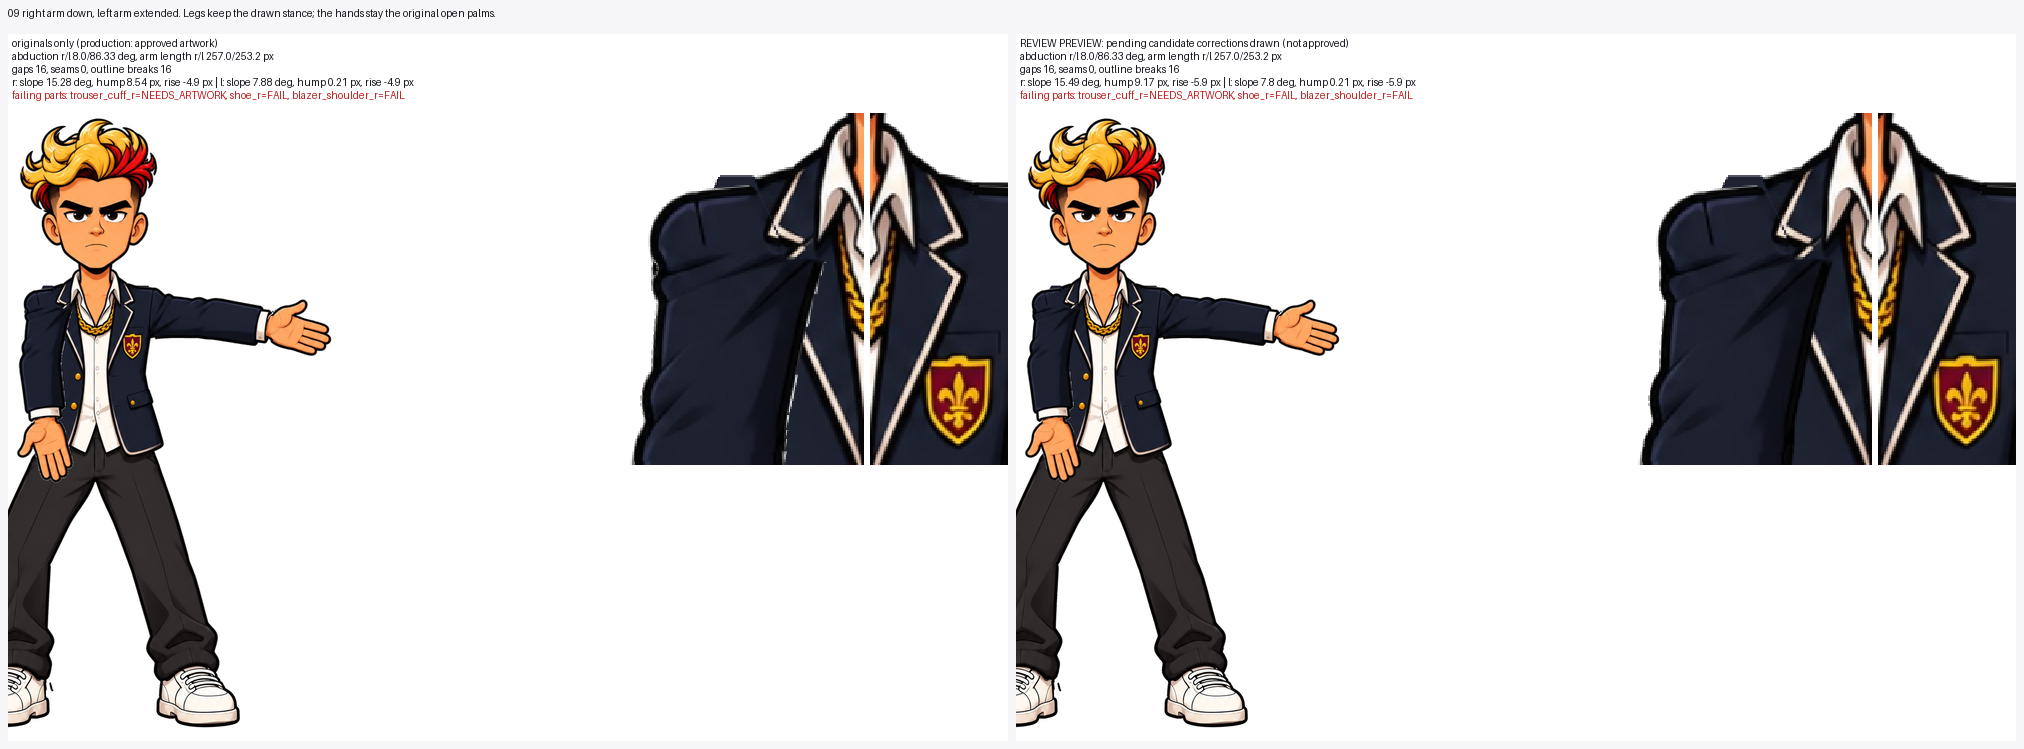 09 right arm down, left arm extended. Legs keep the drawn stance; the hands stay the original open palms.
originals only (production: approved artwork)
abduction r/l 8.0/86.33 deg, arm length r/l 257.0/253.2 px
gaps 16, seams 0, outline breaks 16
r: slope 15.28 deg, hump 8.54 px, rise -4.9 px | l: slope 7.88 deg, hump 0.21 px, rise -4.9 px
failing parts: trouser_cuff_r=NEEDS_ARTWORK, shoe_r=FAIL, blazer_shoulder_r=FAIL
REVIEW PREVIEW: pending candidate corrections drawn (not approved)
abduction r/l 8.0/86.33 deg, arm length r/l 257.0/253.2 px
gaps 16, seams 0, outline breaks 16
r: slope 15.49 deg, hump 9.17 px, rise -5.9 px | l: slope 7.8 deg, hump 0.21 px, rise -5.9 px
failing parts: trouser_cuff_r=NEEDS_ARTWORK, shoe_r=FAIL, blazer_shoulder_r=FAIL